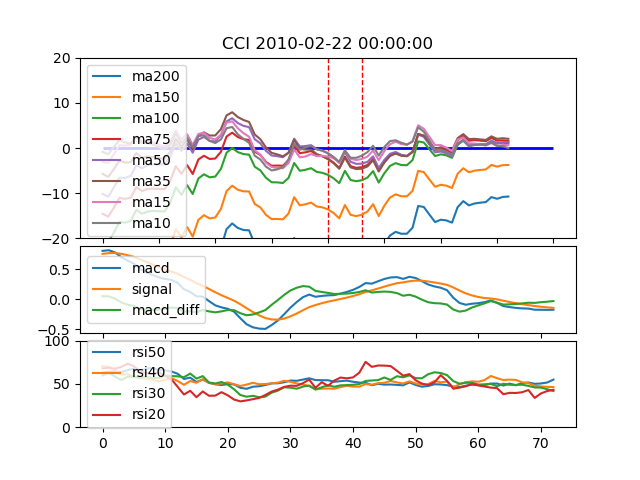 CCI 2010-02-22 00:00:00
20
10
0
−10
−20
ma200
ma150
ma100
ma75
ma50
ma35
ma15
ma10
0.5
0.0
−0.5
macd
signal
macd_diff
100
50
0
rsi50
rsi40
rsi30
rsi20
0 10 20 30 40 50 60 70